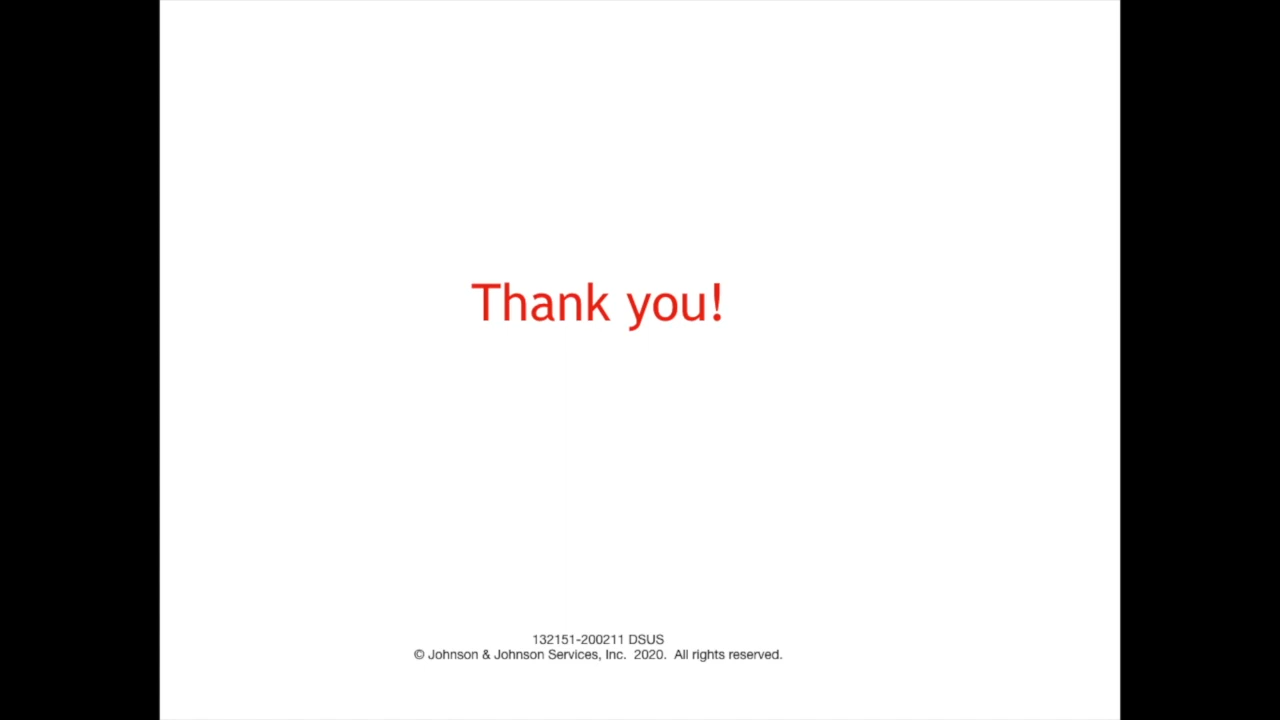 Thank you!
132151-200211 DSUS
© Johnson & Johnson Services, Inc. 2020. All rights reserved.